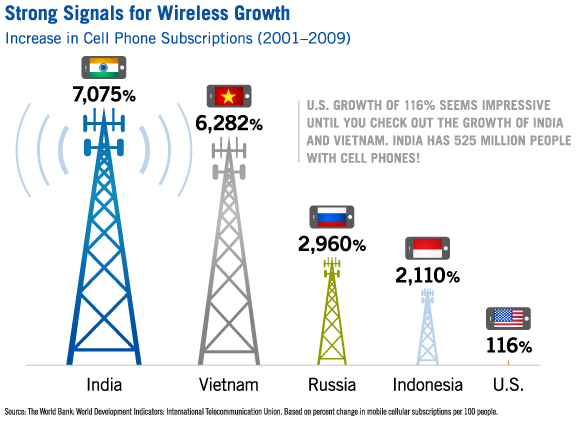 Strong Signals for Wireless Growth
Increase in Cell Phone Subscriptions (2001–2009)
7,075%
6,282%
U.S. GROWTH OF 116% SEEMS IMPRESSIVE
UNTIL YOU CHECK OUT THE GROWTH OF INDIA
AND VIETNAM. INDIA HAS 525 MILLION PEOPLE
WITH CELL PHONES!
2,960%
2,110%
116%
India
Vietnam
Russia
Indonesia
U.S.
Source: The World Bank: World Development Indicators: International Telecommunication Union. Based on percent change in mobile cellular subscriptions per 100 people.